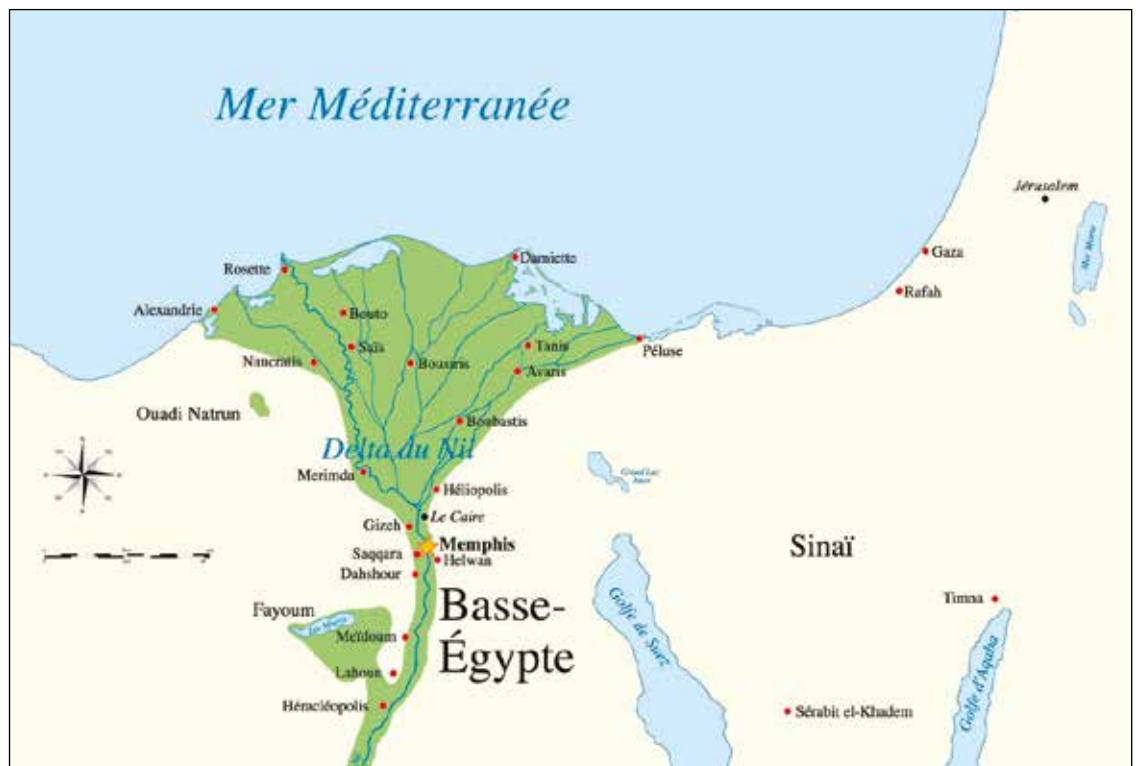 Mer Méditerranée
Jérusalem
Gaza
Damiette
Rosette
Rafah
Alexandrie
Bouto
Péluse
Saïs
Tanis
Naucratis
Bousiris
Avaris
Ouadi Natrun
Boubastis
Delta du Nil
Merimda
Héliopolis
Le Caire
Gizeh
Memphis
Sinaï
Saqqara
Helwan
Dahshour
Timna
Fayoum
Basse-
Égypte
Golfe de Suez
Meïdoum
Lahoun
Golfe d'Aqaba
Héracléopolis
Sérabit el-Khadem